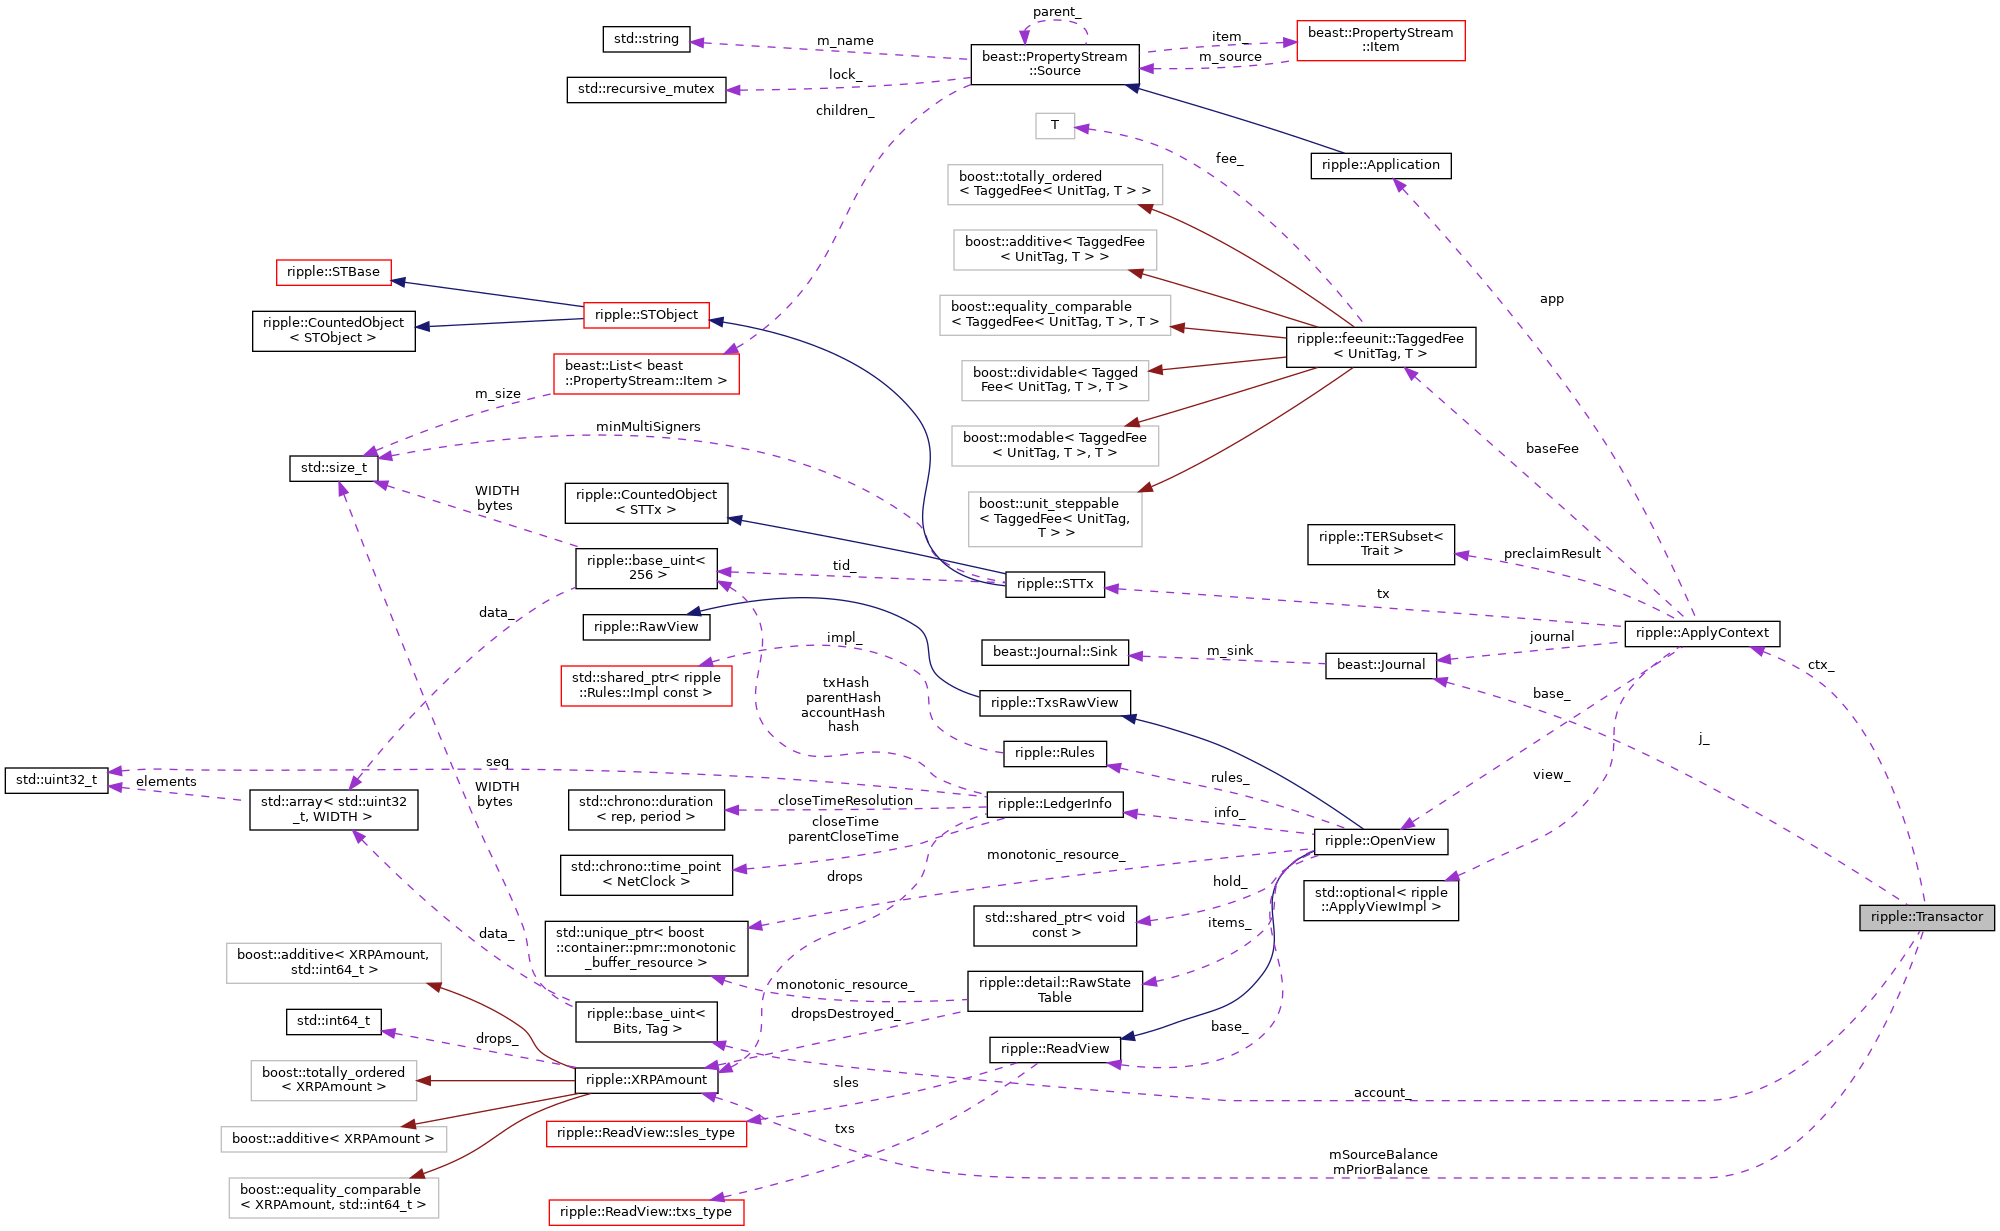 parent_
std::string
m_name
beast::PropertyStream
::Source
item_
m_source
beast::PropertyStream
::Item
lock_
std::recursive_mutex
children_
T
fee_
ripple::Application
boost::totally_ordered
< TaggedFee< UnitTag, T > >
boost::additive< TaggedFee
< UnitTag, T > >
ripple::STBase
app
boost::equality_comparable
< TaggedFee< UnitTag, T >, T >
ripple::STObject
ripple::CountedObject
< STObject >
ripple::feeunit::TaggedFee
< UnitTag, T >
beast::List< beast
::PropertyStream::Item >
boost::dividable< Tagged
Fee< UnitTag, T >, T >
m_size
minMultiSigners
boost::modable< TaggedFee
< UnitTag, T >, T >
baseFee
std::size_t
WIDTH
bytes
ripple::CountedObject
< STTx >
boost::unit_steppable
< TaggedFee< UnitTag,
T > >
ripple::TERSubset<
Trait >
preclaimResult
ripple::base_uint<
256 >
tid_
ripple::STTx
tx
data_
ripple::RawView
impl_
ripple::ApplyContext
journal
beast::Journal::Sink
m_sink
beast::Journal
ctx_
std::shared_ptr< ripple
::Rules::Impl const >
txHash
parentHash
accountHash
hash
ripple::TxsRawView
base_
j_
ripple::Rules
seq
std::uint32_t
elements
rules_
view_
WIDTH
bytes
std::array< std::uint32
_t, WIDTH >
std::chrono::duration
< rep, period >
closeTimeResolution
ripple::LedgerInfo
info_
closeTime
parentCloseTime
ripple::OpenView
monotonic_resource_
std::chrono::time_point
< NetClock >
drops
hold_
std::optional< ripple
::ApplyViewImpl >
std::shared_ptr< void
const >
items_
ripple::Transactor
data_
std::unique_ptr< boost
::container::pmr::monotonic
_buffer_resource >
boost::additive< XRPAmount,
std::int64_t >
monotonic_resource_
ripple::detail::RawState
Table
dropsDestroyed_
ripple::base_uint<
Bits, Tag >
std::int64_t
drops_
base_
ripple::ReadView
boost::totally_ordered
< XRPAmount >
ripple::XRPAmount
sles
account_
boost::additive< XRPAmount >
ripple::ReadView::sles_type
txs
mSourceBalance
mPriorBalance
boost::equality_comparable
< XRPAmount, std::int64_t >
ripple::ReadView::txs_type